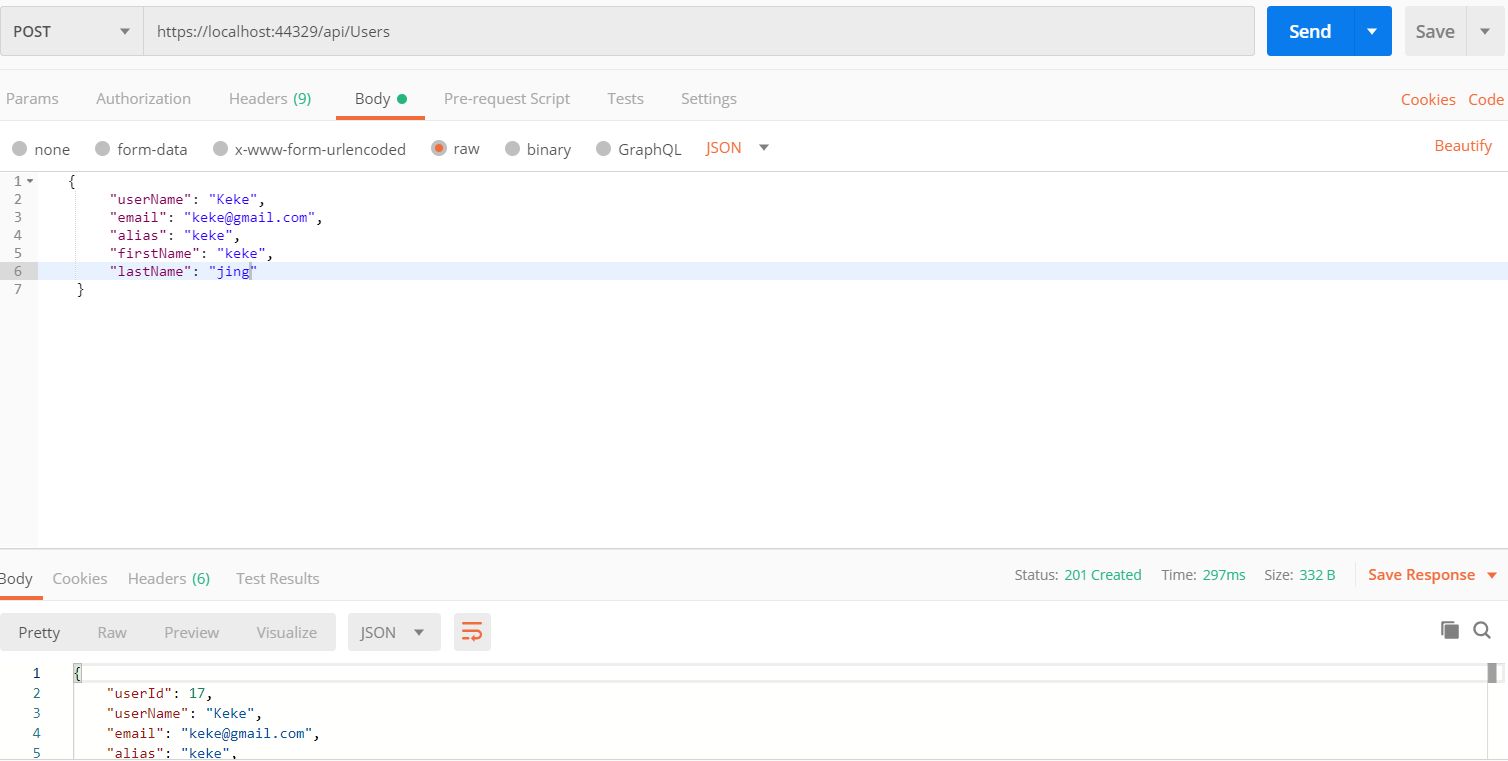 POST https://localhost:44329/api/Users Send Save
Params Authorization Headers (9) Body Pre-request Script Tests Settings Cookies Code
none form-data x-www-form-urlencoded raw binary GraphQL JSON Beautify
1 {
2 "userName": "Keke",
3 "email": "keke@gmail.com",
4 "alias": "keke",
5 "firstName": "keke",
6 "lastName": "jing"
7 }
Body Cookies Headers (6) Test Results Status: 201 Created Time: 297ms Size: 332 B Save Response
Pretty Raw Preview Visualize JSON
1 {
2 "userId": 17,
3 "userName": "Keke",
4 "email": "keke@gmail.com",
5 "alias": "keke",